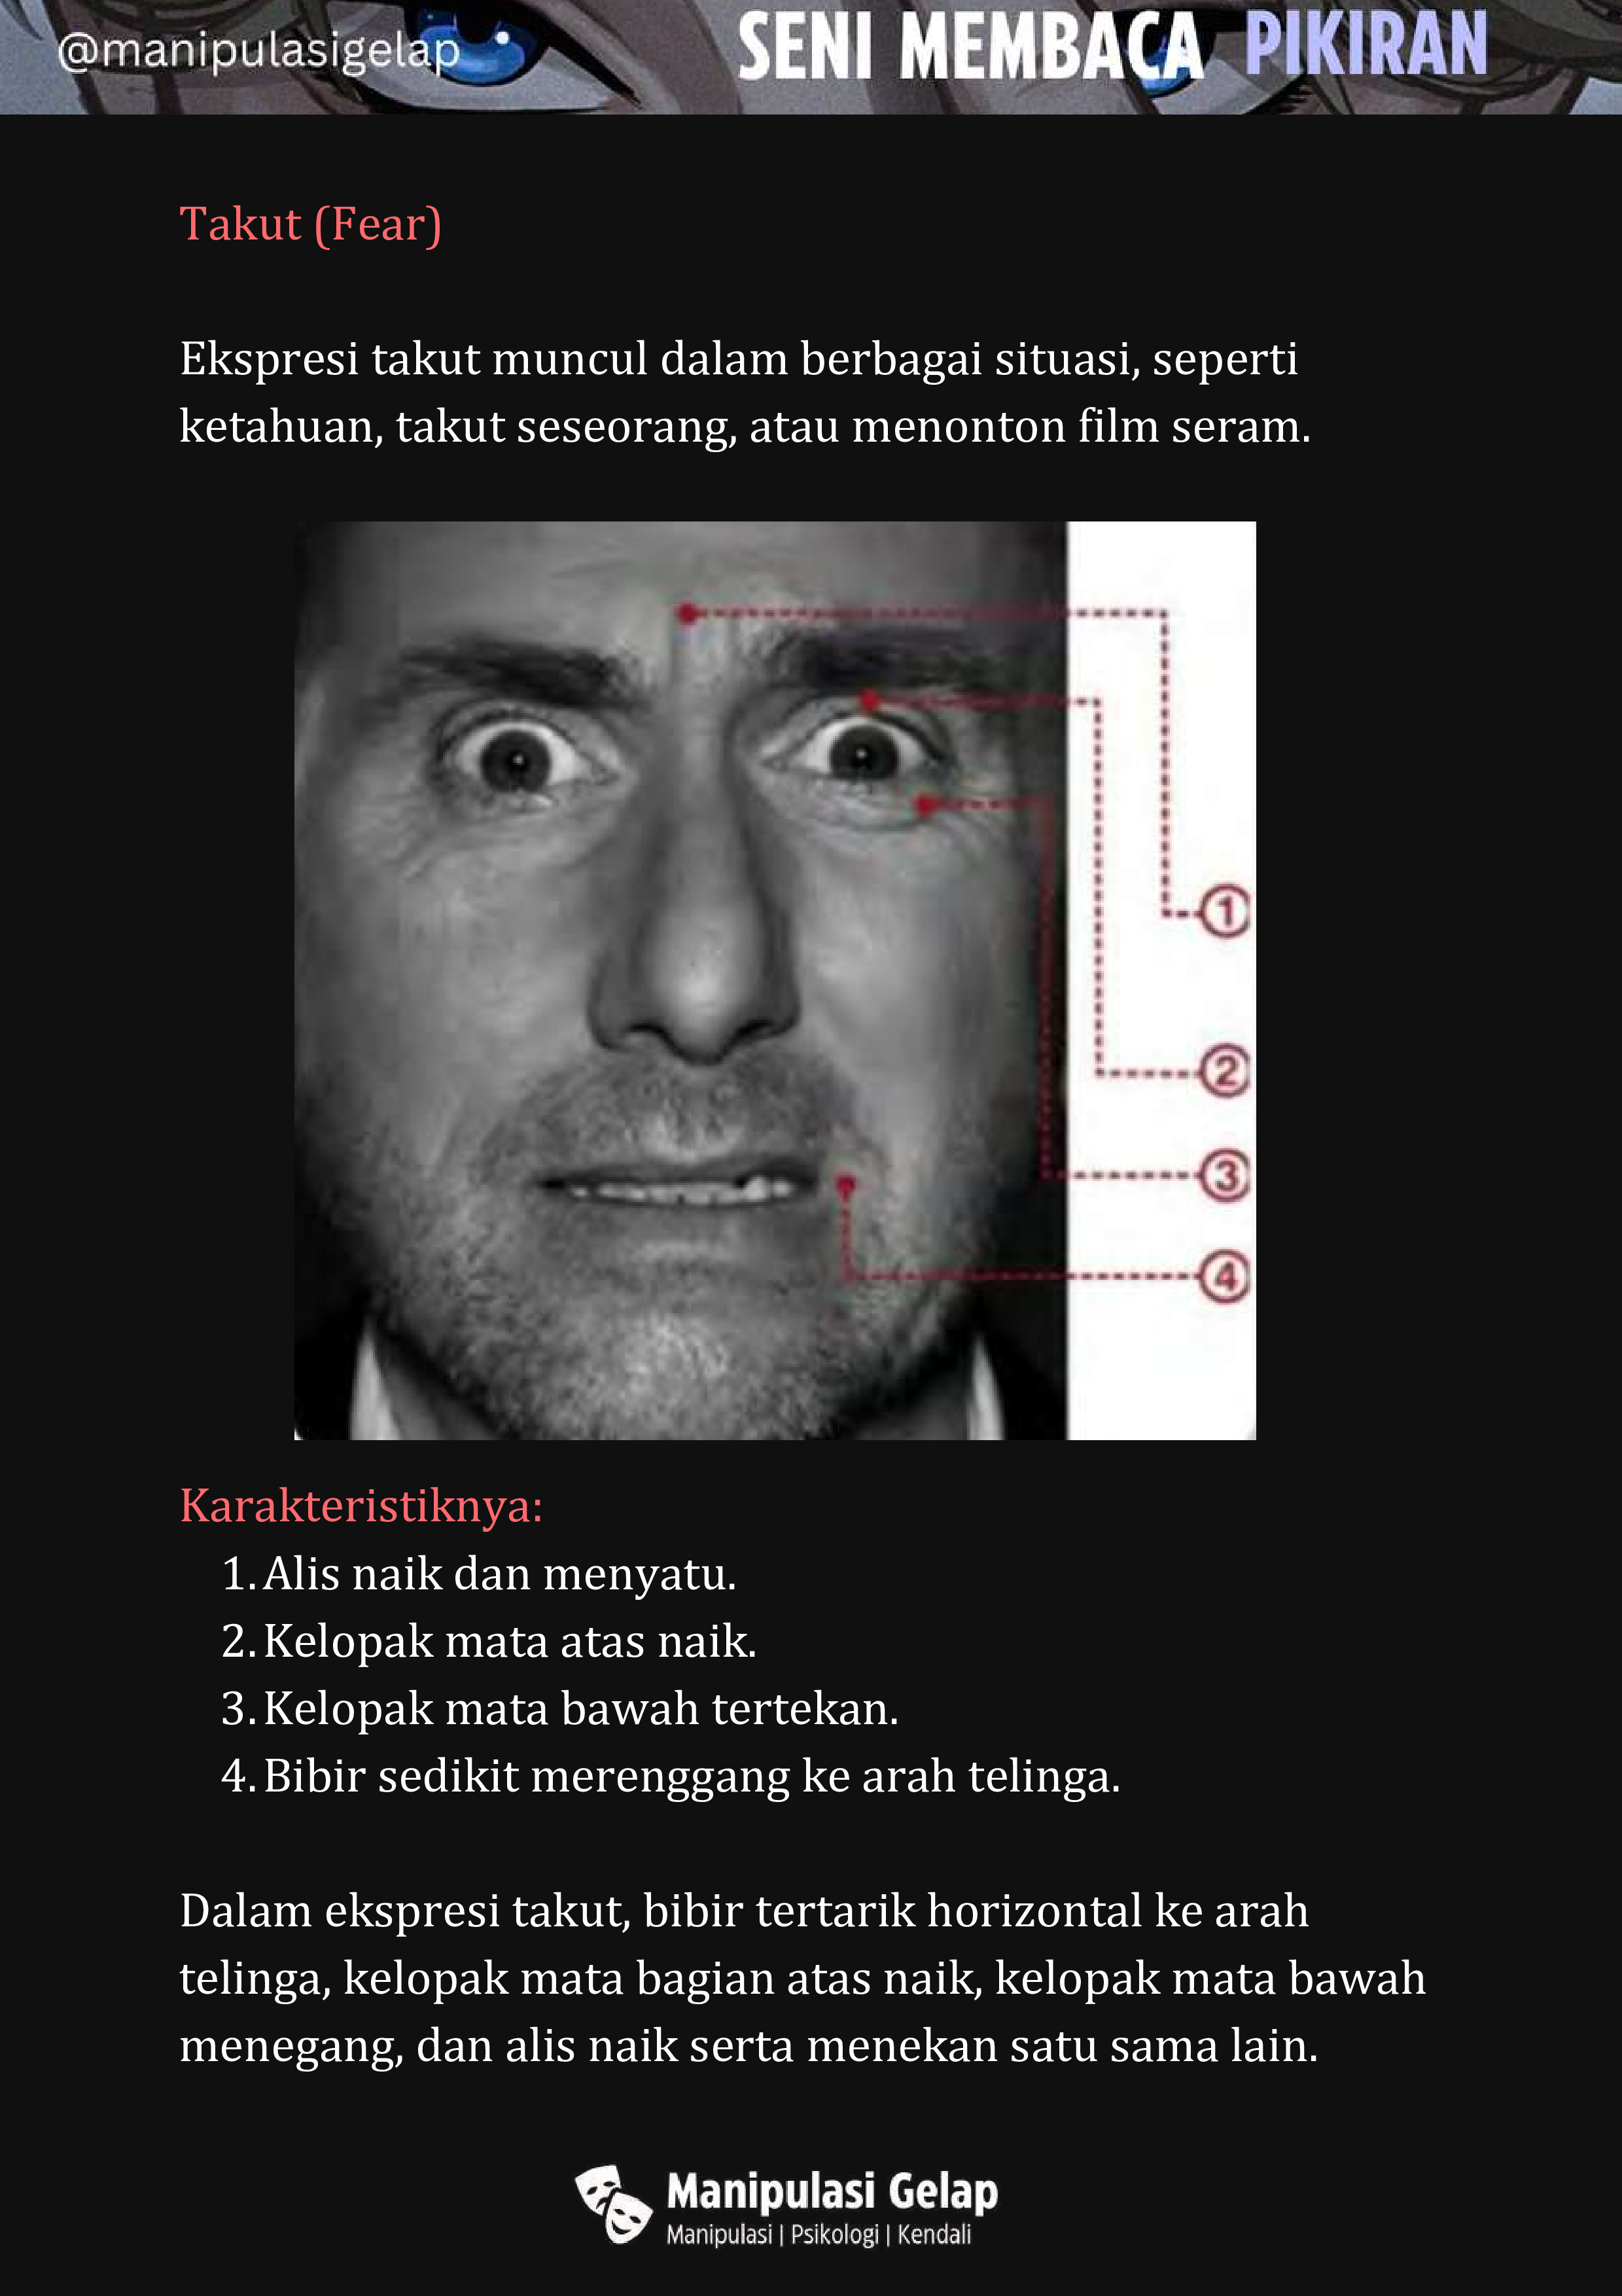 @manipulasigelap
SENI MEMBACA PIKIRAN
Takut (Fear)
Ekspresi takut muncul dalam berbagai situasi, seperti
ketahuan, takut seseorang, atau menonton film seram.
1
2
3
4
Karakteristiknya:
1. Alis naik dan menyatu.
2. Kelopak mata atas naik.
3. Kelopak mata bawah tertekan.
4. Bibir sedikit merenggang ke arah telinga.
Dalam ekspresi takut, bibir tertarik horizontal ke arah
telinga, kelopak mata bagian atas naik, kelopak mata bawah
menegang, dan alis naik serta menekan satu sama lain.
Manipulasi Gelap
Manipulasi | Psikologi | Kendali